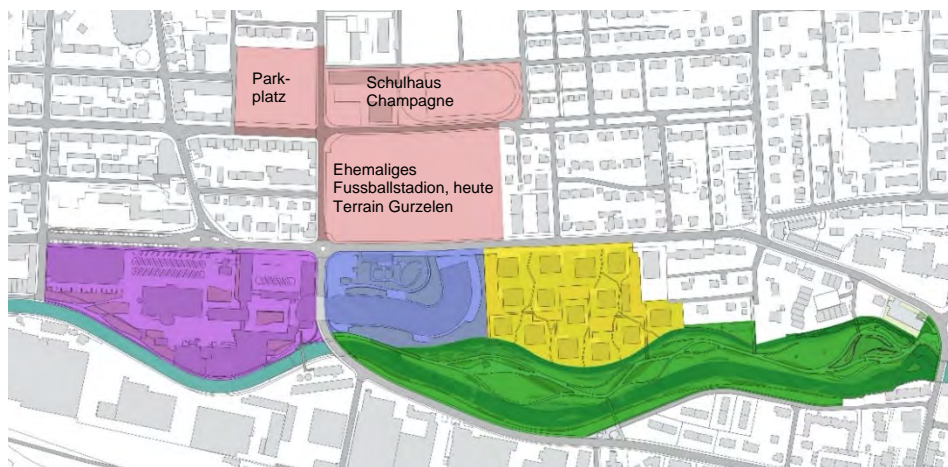 Park-
platz
Schulhaus
Champagne
Ehemaliges
Fussballstadion, heute
Terrain Gurzelen